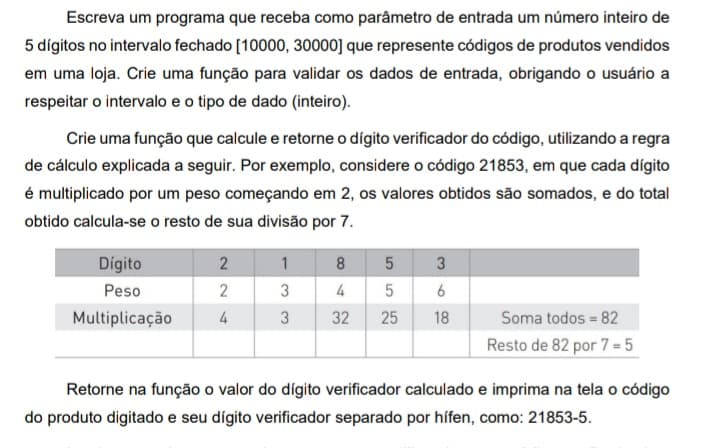 Escreva um programa que receba como parâmetro de entrada um número inteiro de
5 dígitos no intervalo fechado [10000, 30000] que represente códigos de produtos vendidos
em uma loja. Crie uma função para validar os dados de entrada, obrigando o usuário a
respeitar o intervalo e o tipo de dado (inteiro).
Crie uma função que calcule e retorne o dígito verificador do código, utilizando a regra
de cálculo explicada a seguir. Por exemplo, considere o código 21853, em que cada dígito
é multiplicado por um peso começando em 2, os valores obtidos são somados, e do total
obtido calcula-se o resto de sua divisão por 7.
Dígito 2 1 8 5 3
Peso 2 3 4 5 6
Multiplicação 4 3 32 25 18 Soma todos = 82
Resto de 82 por 7 = 5
Retorne na função o valor do dígito verificador calculado e imprima na tela o código
do produto digitado e seu dígito verificador separado por hífen, como: 21853-5.